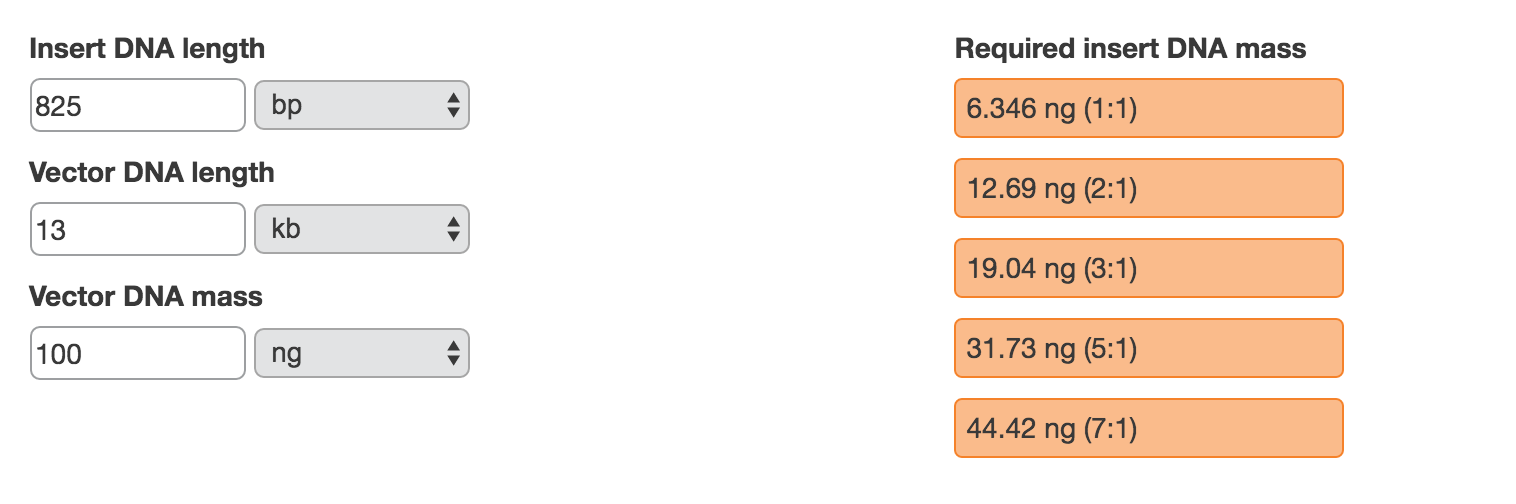 Insert DNA length
825 bp
Vector DNA length
13 kb
Vector DNA mass
100 ng
Required insert DNA mass
6.346 ng (1:1)
12.69 ng (2:1)
19.04 ng (3:1)
31.73 ng (5:1)
44.42 ng (7:1)